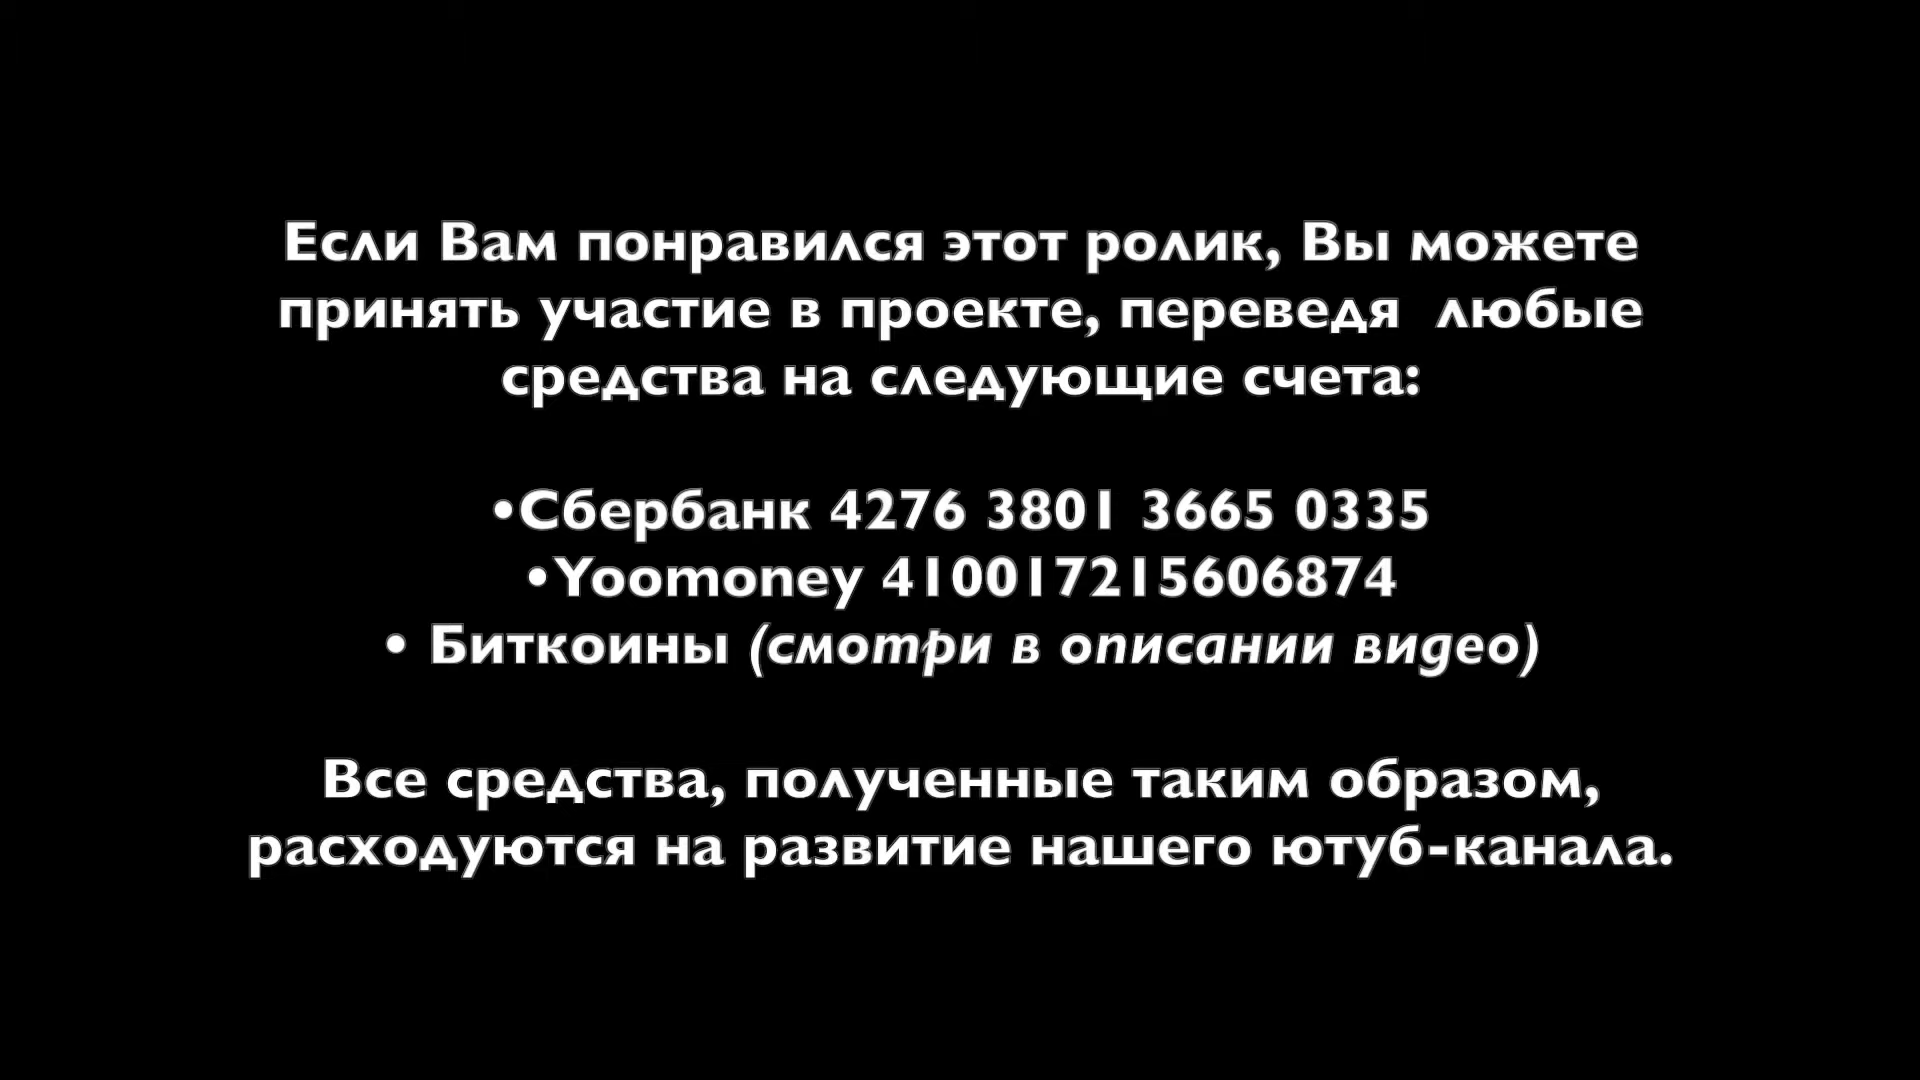 Если Вам понравился этот ролик, Вы можете
принять участие в проекте, переведя  любые
средства на следующие счета:
•Сбербанк 4276 3801 3665 0335
•Yoomoney 410017215606874
• Биткоины (смотри в описании видео)
Все средства, полученные таким образом,
расходуются на развитие нашего ютуб-канала.